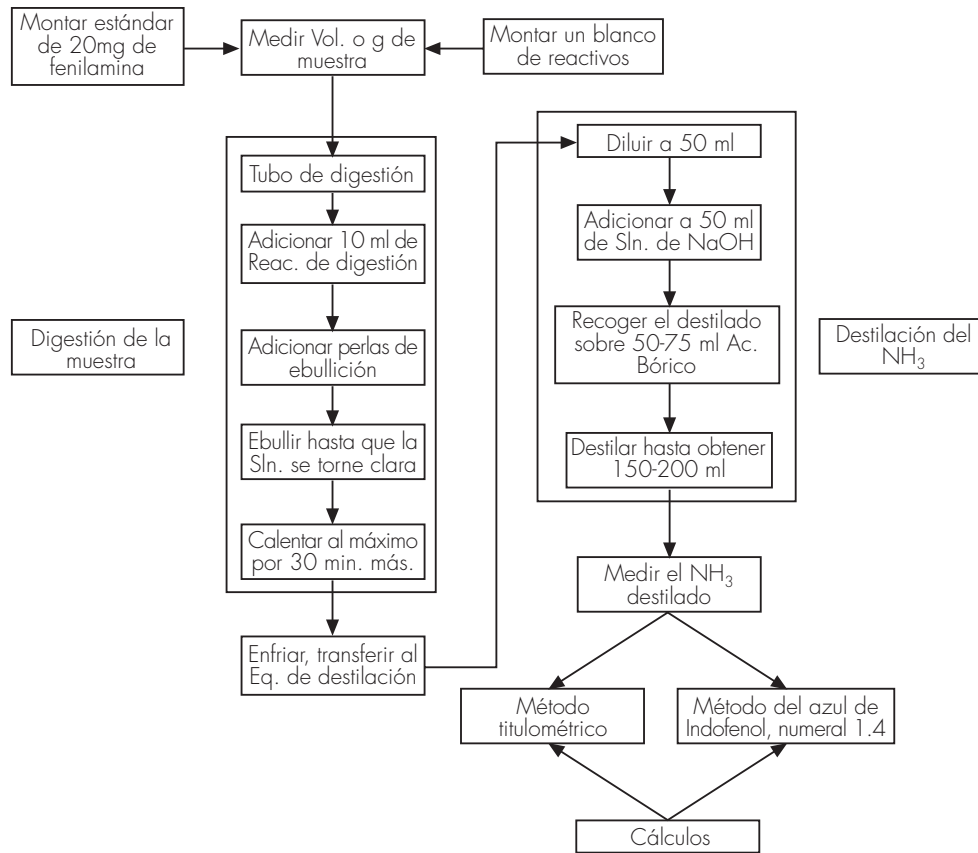 Montar estándar
de 20mg de
fenilamina
Medir Vol. o g de
muestra
Montar un blanco
de reactivos
Tubo de digestión
Adicionar 10 ml de
Reac. de digestión
Adicionar perlas de
ebullición
Ebullir hasta que la
Sln. se torne clara
Calentar al máximo
por 30 min. más.
Digestión de la
muestra
Enfriar, transferir al
Eq. de destilación
Diluir a 50 ml
Adicionar a 50 ml
de Sln. de NaOH
Recoger el destilado
sobre 50-75 ml Ac.
Bórico
Destilar hasta obtener
150-200 ml
Destilación del
NH3
Medir el NH3
destilado
Método
titulométrico
Método del azul de
Indofenol, numeral 1.4
Cálculos